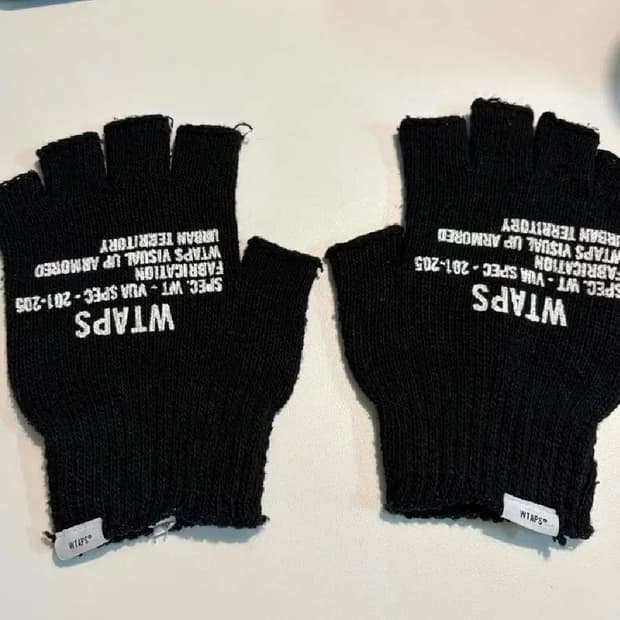 WTAPS
SPEC. WT - VUA SPEC - 201-205
FABRICATION
WTAPS VISUAL UP ARMORED
URBAN TERRITORY
WTAPS
SPEC. WT - VUA SPEC - 201-205
FABRICATION
WTAPS VISUAL UP ARMORED
URBAN TERRITORY
WTAPS®
WTAPS®